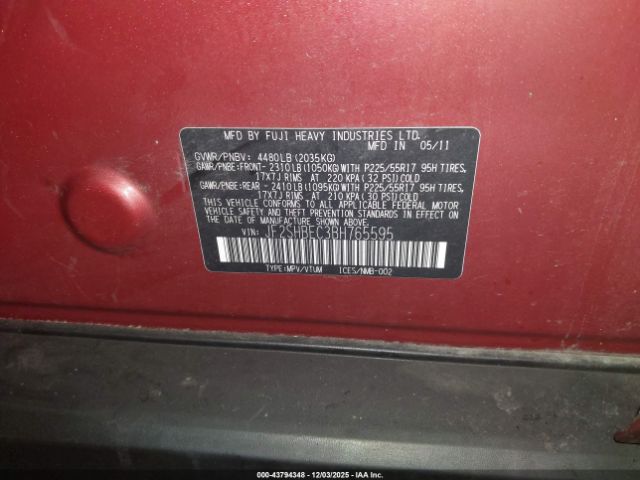 MFD BY FUJI HEAVY INDUSTRIES LTD.
MFD IN 05/11
GVWR/PNBV: 4480LB (2035KG)
GAWR/PNBE:FRONT- 2310LB(1050KG)WITH P225/55R17 95H TIRES,
17X7J RIMS AT 220 KPA(32 PSI)COLD
GAWR/PNBE:REAR -2410LB(1095KG)WITH P225/55R17 95H TIRES,
17X7J RIMS AT 210 KPA(30 PSI)COLD
THIS VEHICLE CONFORMS TO ALL APPLICABLE FEDERAL MOTOR
VEHICLE SAFETY, BUMPER, AND THEFT PREVENTION STANDARDS
IN EFFECT ON THE DATE OF MANUFACTURE SHOWN ABOVE.
VIN: JF2SHBEC3BH765595
TYPE:MPV/VTUM ICES/NMB-002
000-43794348 - 12/03/2025 - IAA Inc.